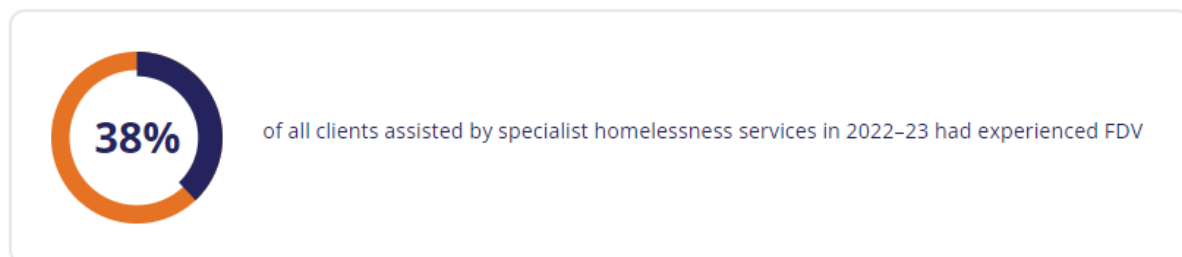 38%
of all clients assisted by specialist homelessness services in 2022–23 had experienced FDV